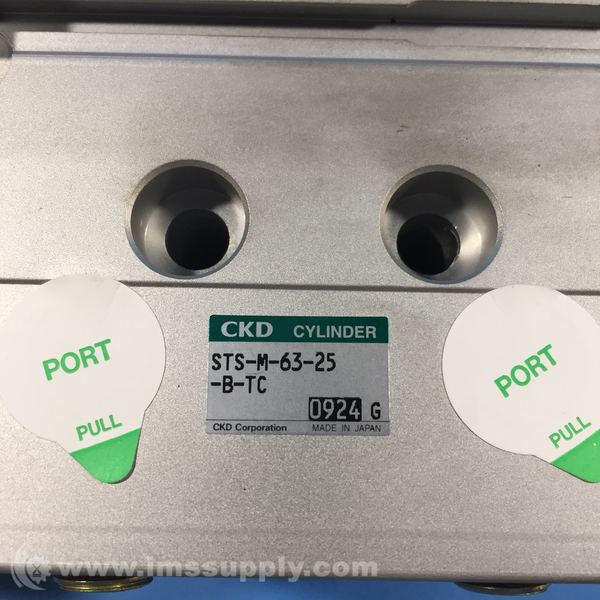 PORT
PULL
CKD CYLINDER
STS-M-63-25
-B-TC
0924 G
CKD Corporation MADE IN JAPAN
PORT
PULL
www.imssupply.com